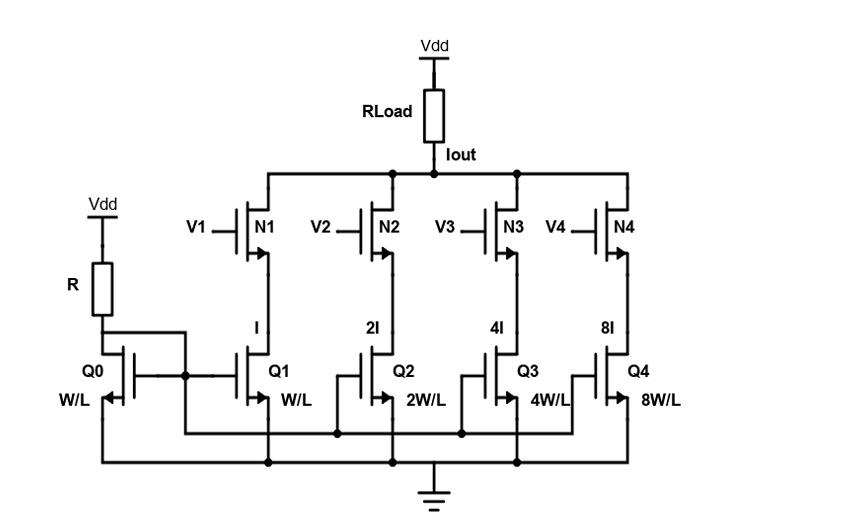 Vdd
RLoad
Iout
Vdd
V1 N1 V2 N2 V3 N3 V4 N4
R
I 2I 4I 8I
Q0 Q1 Q2 Q3 Q4
W/L W/L 2W/L 4W/L 8W/L